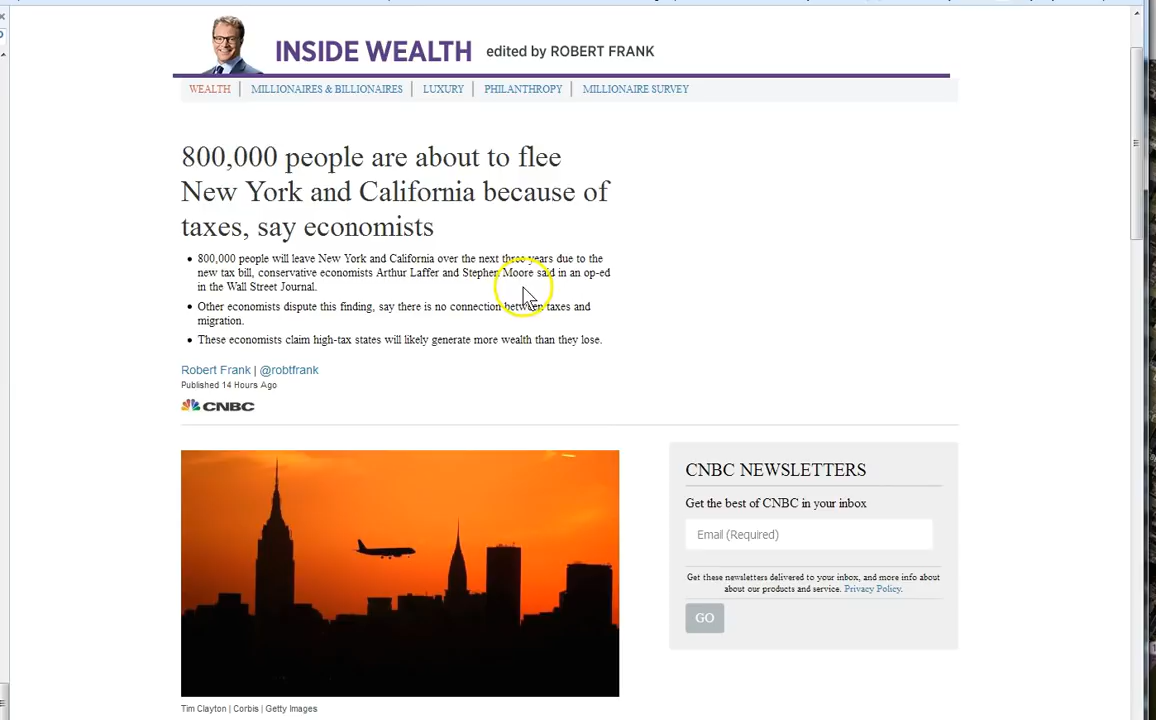 INSIDE WEALTH edited by ROBERT FRANK
WEALTH | MILLIONAIRES & BILLIONAIRES | LUXURY | PHILANTHROPY | MILLIONAIRE SURVEY
800,000 people are about to flee
New York and California because of
taxes, say economists
• 800,000 people will leave New York and California over the next three years due to the
new tax bill, conservative economists Arthur Laffer and Stephen Moore said in an op-ed
in the Wall Street Journal.
• Other economists dispute this finding, say there is no connection between taxes and
migration.
• These economists claim high-tax states will likely generate more wealth than they lose.
Robert Frank | @robtfrank
Published 14 Hours Ago
CNBC
CNBC NEWSLETTERS
Get the best of CNBC in your inbox
Email (Required)
Get these newsletters delivered to your inbox, and more info about
about our products and service. Privacy Policy.
GO
Tim Clayton | Corbis | Getty Images